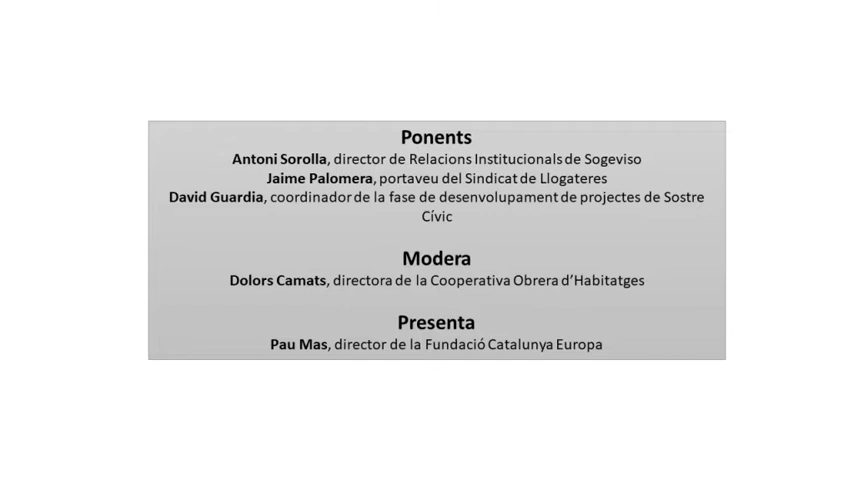 Ponents
Antoni Sorolla, director de Relacions Institucionals de Sogeviso
Jaime Palomera, portaveu del Sindicat de Llogateres
David Guardia, coordinador de la fase de desenvolupament de projectes de Sostre
Cívic
Modera
Dolors Camats, directora de la Cooperativa Obrera d’Habitatges
Presenta
Pau Mas, director de la Fundació Catalunya Europa